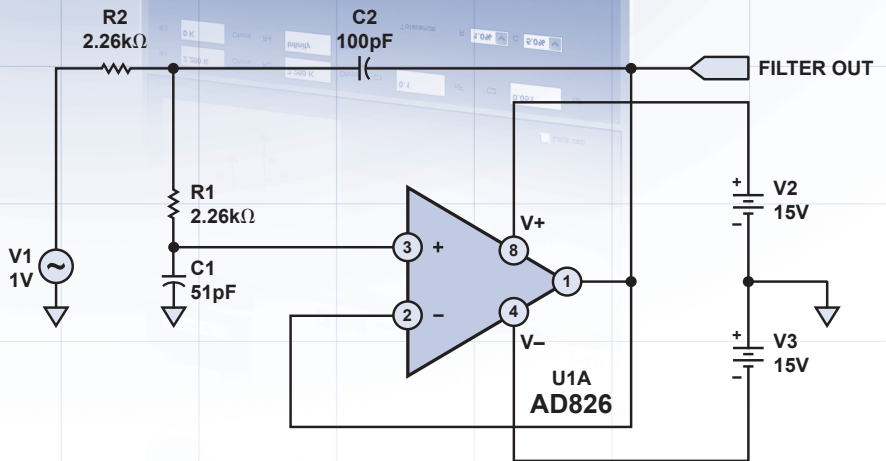 R2
2.26kΩ
C2
100pF
FILTER OUT
R1
2.26kΩ
V1
1V
C1
51pF
3
+
2
−
V+
8
1
4
V−
U1A
AD826
+
V2
15V
−
+
V3
15V
−